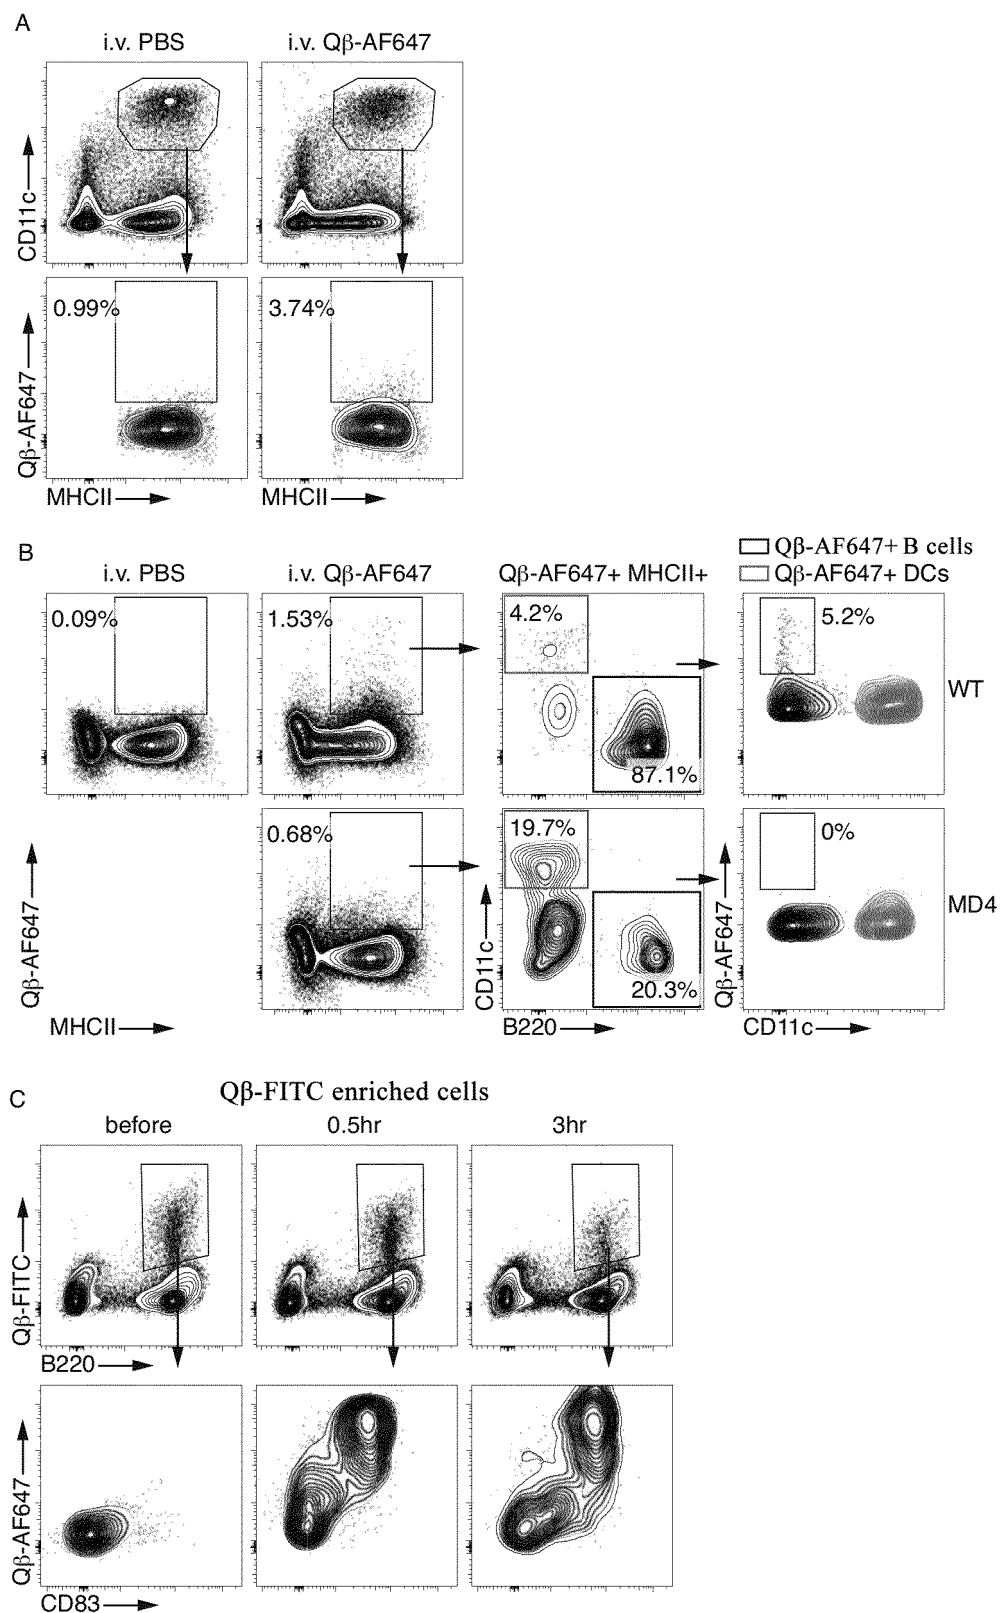 A
i.v. PBS
i.v. Qβ-AF647
CD11c
0.99%
3.74%
Qβ-AF647
MHCII
MHCII
B
Qβ-AF647+ B cells
i.v. PBS
i.v. Qβ-AF647
Qβ-AF647+ MHCII+
Qβ-AF647+ DCs
0.09%
1.53%
4.2%
5.2%
WT
87.1%
0.68%
19.7%
0%
MD4
Qβ-AF647
CD11c
Qβ-AF647
20.3%
MHCII
B220
CD11c
C
Qβ-FITC enriched cells
before
0.5hr
3hr
Qβ-FITC
B220
Qβ-AF647
CD83